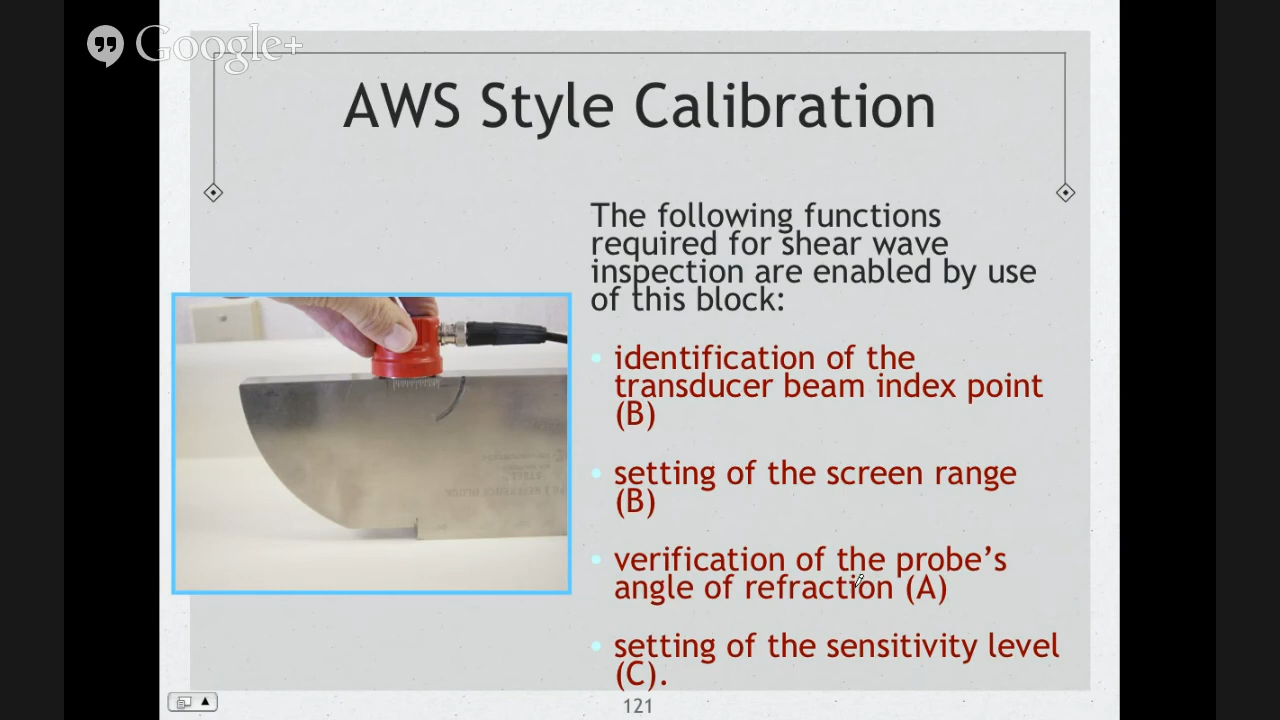 Google+
AWS Style Calibration
The following functions
required for shear wave
inspection are enabled by use
of this block:
• identification of the
transducer beam index point
(B)
• setting of the screen range
(B)
• verification of the probe’s
angle of refraction (A)
• setting of the sensitivity level
(C).
121